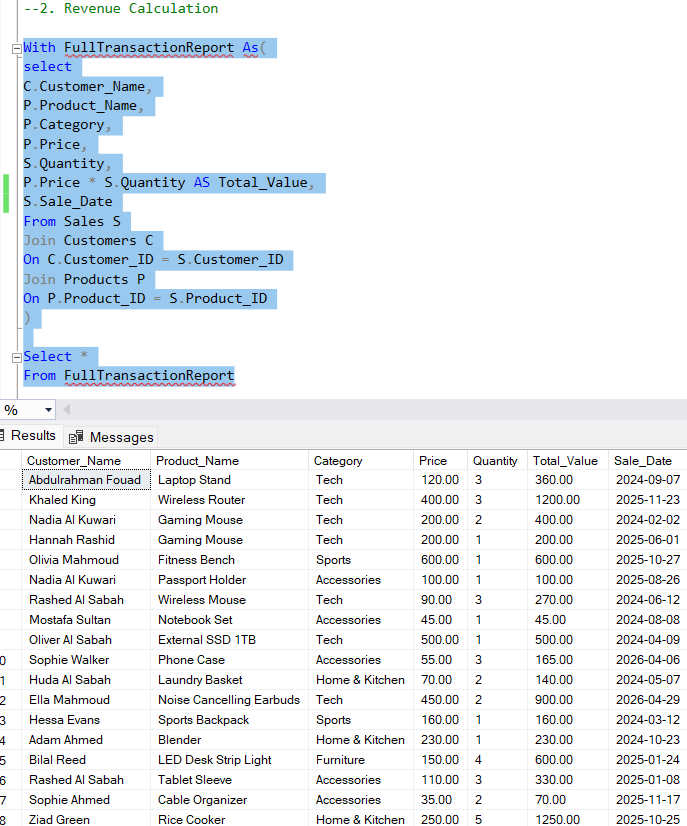 --2. Revenue Calculation
With FullTransactionReport As(
select
C.Customer_Name,
P.Product_Name,
P.Category,
P.Price,
S.Quantity,
P.Price * S.Quantity AS Total_Value,
S.Sale_Date
From Sales S
Join Customers C
On C.Customer_ID = S.Customer_ID
Join Products P
On P.Product_ID = S.Product_ID
)
Select *
From FullTransactionReport
%
Results Messages
Customer_Name Product_Name Category Price Quantity Total_Value Sale_Date
Abdulrahman Fouad Laptop Stand Tech 120.00 3 360.00 2024-09-07
Khaled King Wireless Router Tech 400.00 3 1200.00 2025-11-23
Nadia Al Kuwari Gaming Mouse Tech 200.00 2 400.00 2024-02-02
Hannah Rashid Gaming Mouse Tech 200.00 1 200.00 2025-06-01
Olivia Mahmoud Fitness Bench Sports 600.00 1 600.00 2025-10-27
Nadia Al Kuwari Passport Holder Accessories 100.00 1 100.00 2025-08-26
Rashed Al Sabah Wireless Mouse Tech 90.00 3 270.00 2024-06-12
Mostafa Sultan Notebook Set Accessories 45.00 1 45.00 2024-08-08
Oliver Al Sabah External SSD 1TB Tech 500.00 1 500.00 2024-04-09
0 Sophie Walker Phone Case Accessories 55.00 3 165.00 2026-04-06
1 Huda Al Sabah Laundry Basket Home & Kitchen 70.00 2 140.00 2024-05-07
2 Ella Mahmoud Noise Cancelling Earbuds Tech 450.00 2 900.00 2026-04-29
3 Hessa Evans Sports Backpack Sports 160.00 1 160.00 2024-03-12
4 Adam Ahmed Blender Home & Kitchen 230.00 1 230.00 2024-10-23
5 Bilal Reed LED Desk Strip Light Furniture 150.00 4 600.00 2025-01-24
6 Rashed Al Sabah Tablet Sleeve Accessories 110.00 3 330.00 2025-01-08
7 Sophie Ahmed Cable Organizer Accessories 35.00 2 70.00 2025-11-17
8 Ziad Green Rice Cooker Home & Kitchen 250.00 5 1250.00 2025-10-25